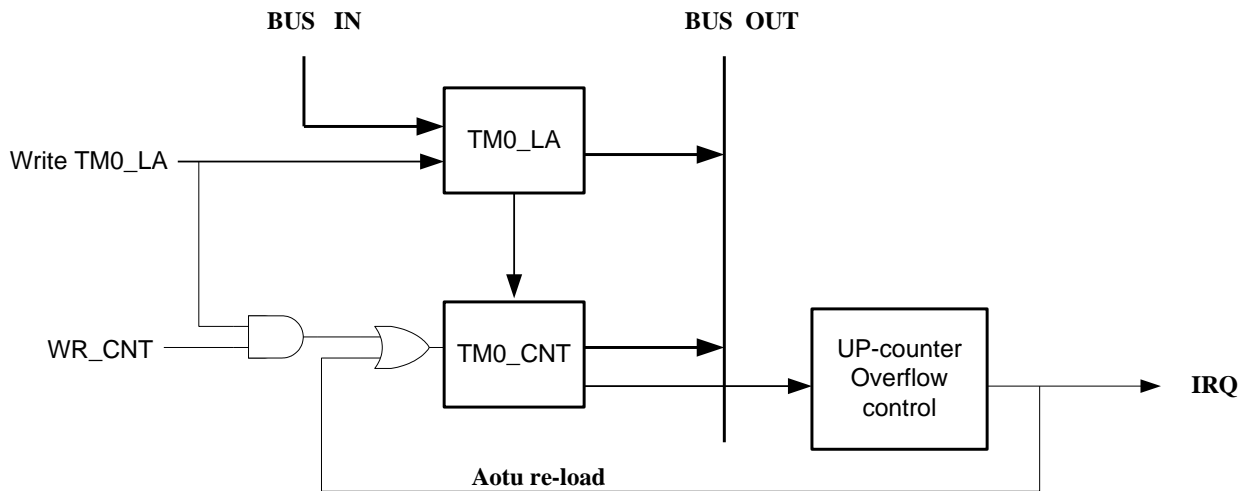 BUS IN
BUS OUT
TM0_LA
Write TM0_LA
WR_CNT
TM0_CNT
UP-counter
Overflow
control
IRQ
Aotu re-load